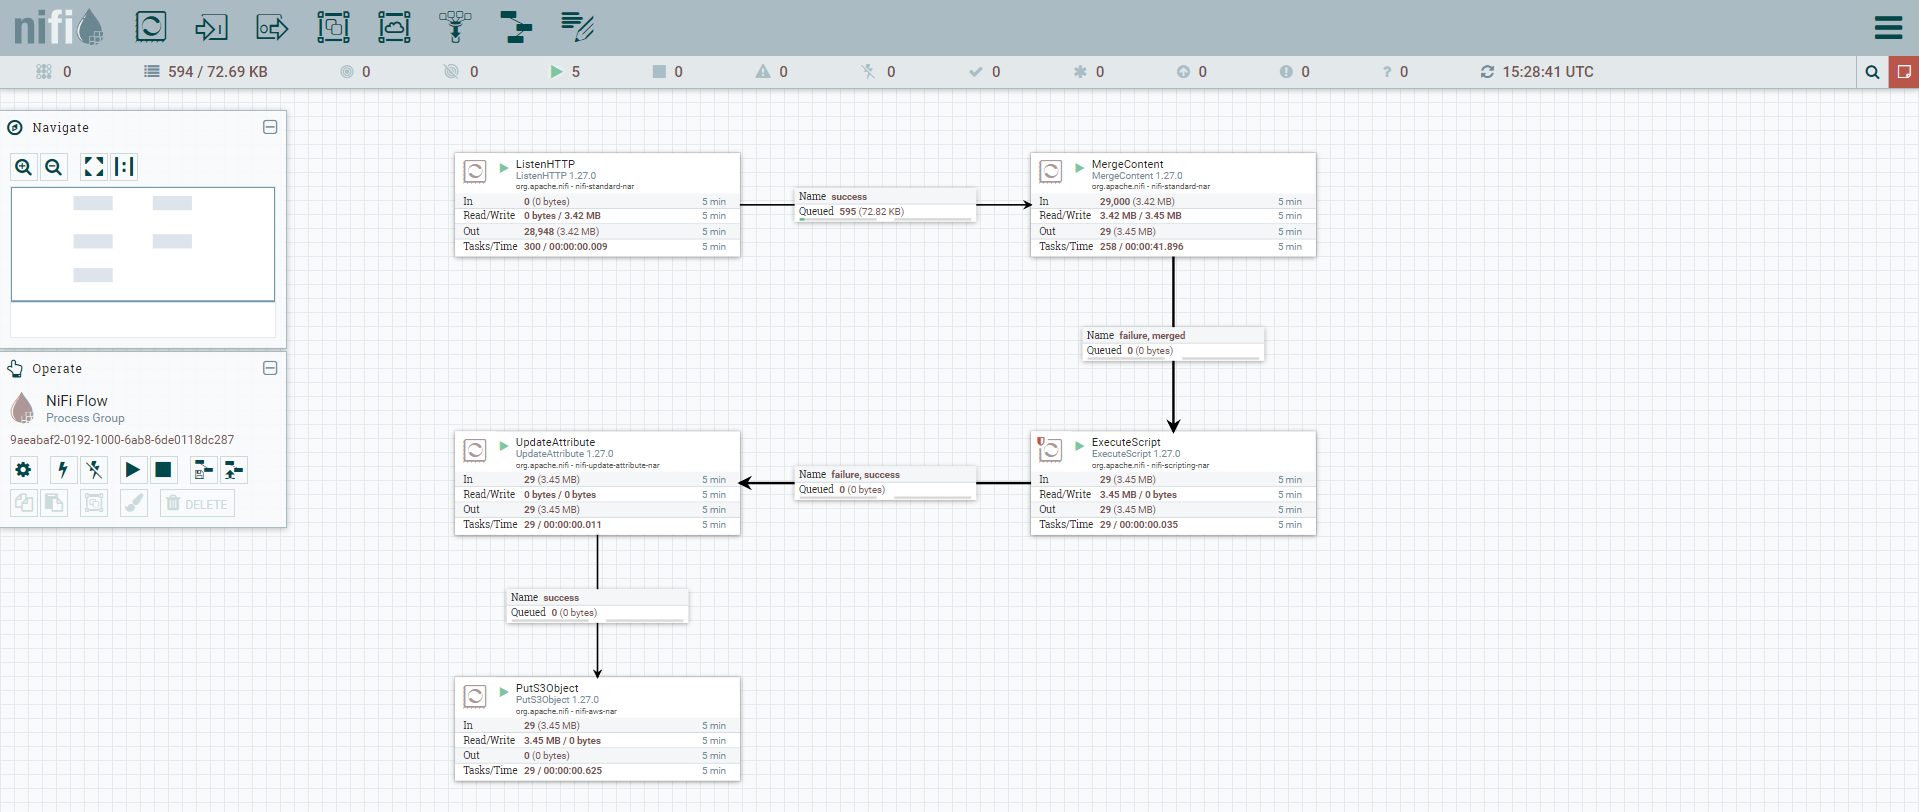 nifi
0 594 / 72.69 KB 0 0 5 0 0 0 0 0 0 0 ? 0 15:28:41 UTC
Navigate
Operate
NiFi Flow
Process Group
9aeabaf2-0192-1000-6ab8-6de0118dc287
DELETE
ListenHTTP
ListenHTTP 1.27.0
org.apache.nifi - nifi-standard-nar
In 0 (0 bytes) 5 min
Read/Write 0 bytes / 3.42 MB 5 min
Out 28,948 (3.42 MB) 5 min
Tasks/Time 300 / 00:00:00.009 5 min
Name success
Queued 595 (72.82 KB)
MergeContent
MergeContent 1.27.0
org.apache.nifi - nifi-standard-nar
In 29,000 (3.42 MB) 5 min
Read/Write 3.42 MB / 3.45 MB 5 min
Out 29 (3.45 MB) 5 min
Tasks/Time 258 / 00:00:41.896 5 min
Name failure, merged
Queued 0 (0 bytes)
ExecuteScript
ExecuteScript 1.27.0
org.apache.nifi - nifi-scripting-nar
In 29 (3.45 MB) 5 min
Read/Write 3.45 MB / 0 bytes 5 min
Out 29 (3.45 MB) 5 min
Tasks/Time 29 / 00:00:00.035 5 min
Name failure, success
Queued 0 (0 bytes)
UpdateAttribute
UpdateAttribute 1.27.0
org.apache.nifi - nifi-update-attribute-nar
In 29 (3.45 MB) 5 min
Read/Write 0 bytes / 0 bytes 5 min
Out 29 (3.45 MB) 5 min
Tasks/Time 29 / 00:00:00.011 5 min
Name success
Queued 0 (0 bytes)
PutS3Object
PutS3Object 1.27.0
org.apache.nifi - nifi-aws-nar
In 29 (3.45 MB) 5 min
Read/Write 3.45 MB / 0 bytes 5 min
Out 0 (0 bytes) 5 min
Tasks/Time 29 / 00:00:00.625 5 min